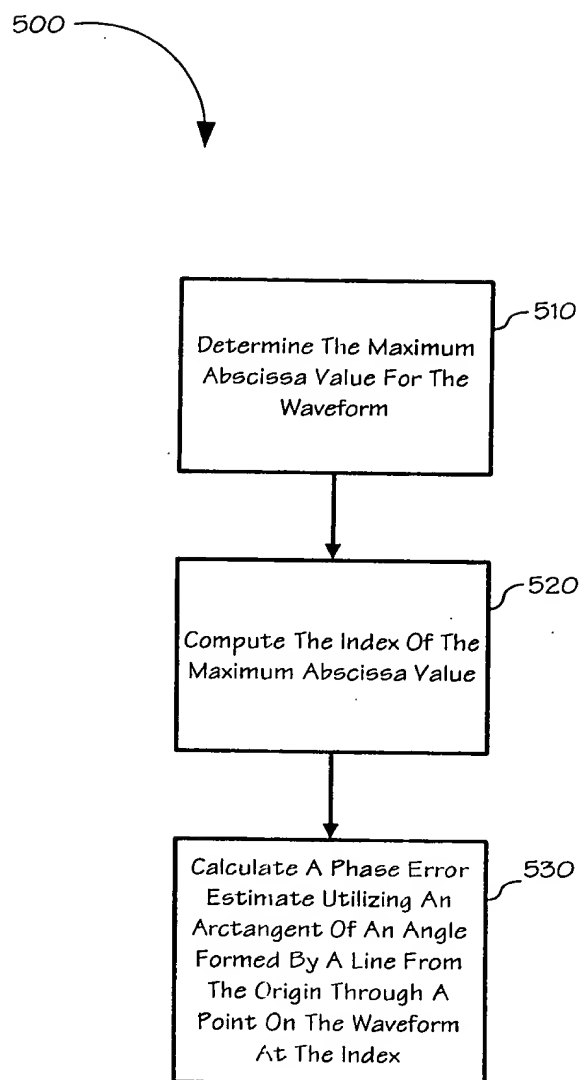 500
510
Determine The Maximum
Abscissa Value For The
Waveform
520
Compute The Index Of The
Maximum Abscissa Value
530
Calculate A Phase Error
Estimate Utilizing An
Arctangent Of An Angle
Formed By A Line From
The Origin Through A
Point On The Waveform
At The Index